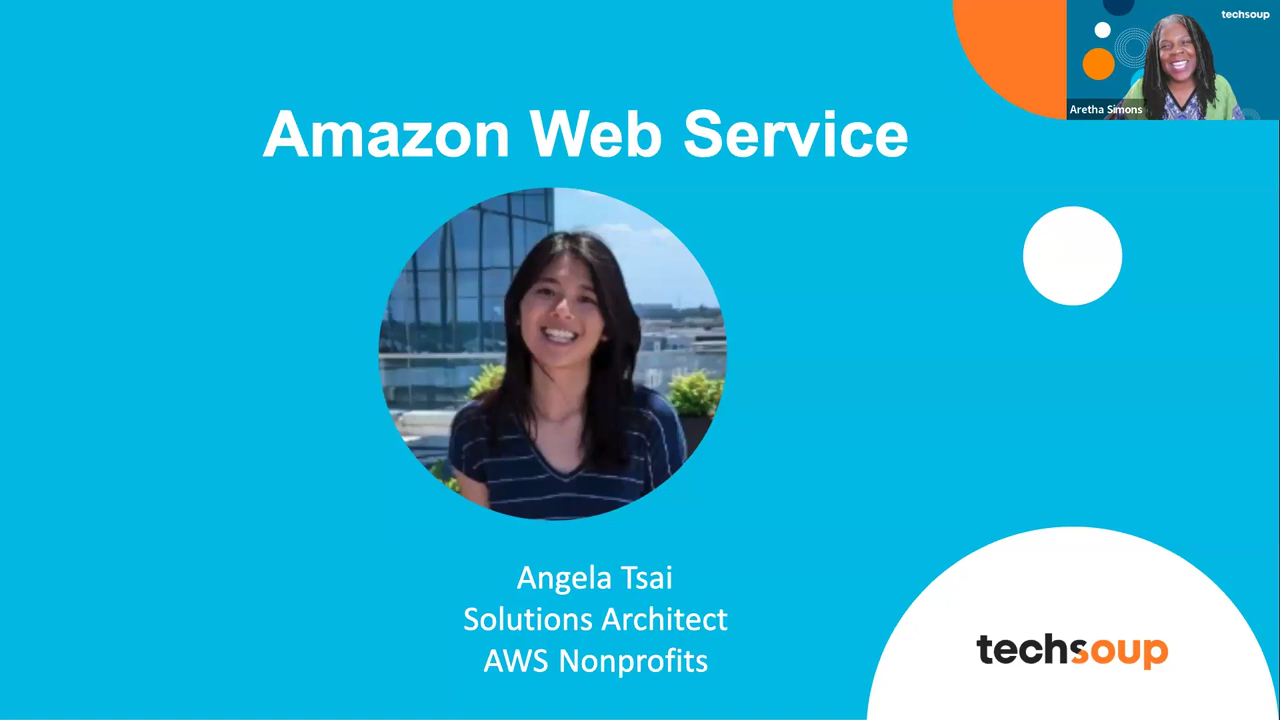 techsoup
Aretha Simons
Amazon Web Service
Angela Tsai
Solutions Architect
AWS Nonprofits
techsoup